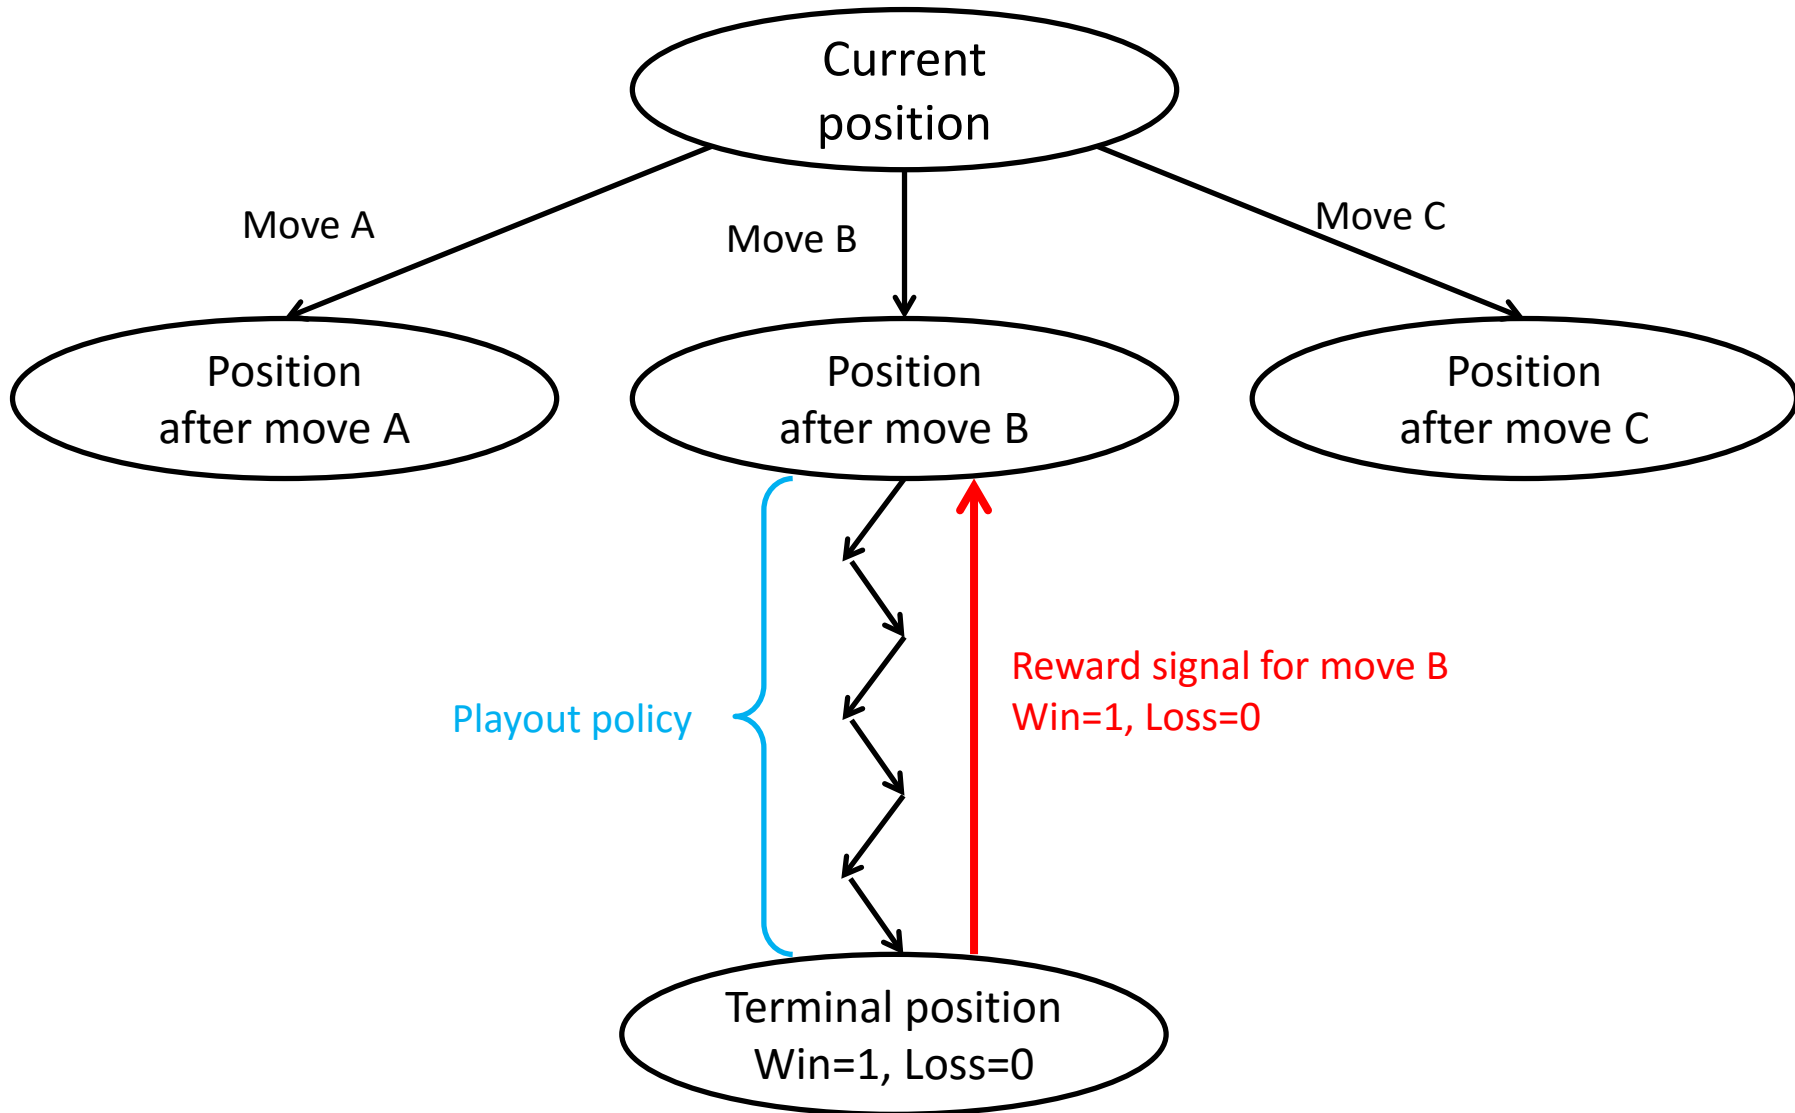 Current
position
Move A
Move B
Move C
Position
after move A
Position
after move B
Position
after move C
Playout policy
Reward signal for move B
Win=1, Loss=0
Terminal position
Win=1, Loss=0